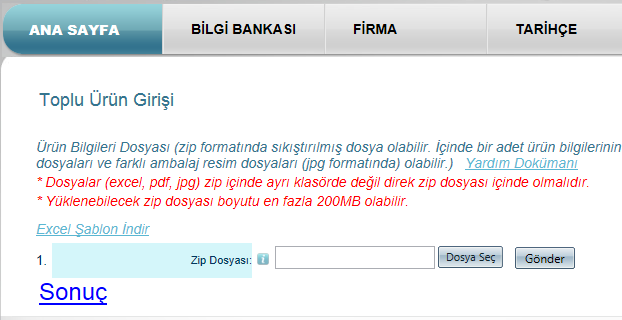 ANA SAYFA BİLGİ BANKASI FİRMA TARİHÇE
Toplu Ürün Girişi
Ürün Bilgileri Dosyası (zip formatında sıkıştırılmış dosya olabilir. İçinde bir adet ürün bilgilerinin
dosyaları ve farklı ambalaj resim dosyaları (jpg formatında) olabilir.) Yardım Dokümanı
* Dosyalar (excel, pdf, jpg) zip içinde ayrı klasörde değil direk zip dosyası içinde olmalıdır.
* Yüklenebilecek zip dosyası boyutu en fazla 200MB olabilir.
Excel Şablon İndir
1. Zip Dosyası: i Dosya Seç Gönder
Sonuç